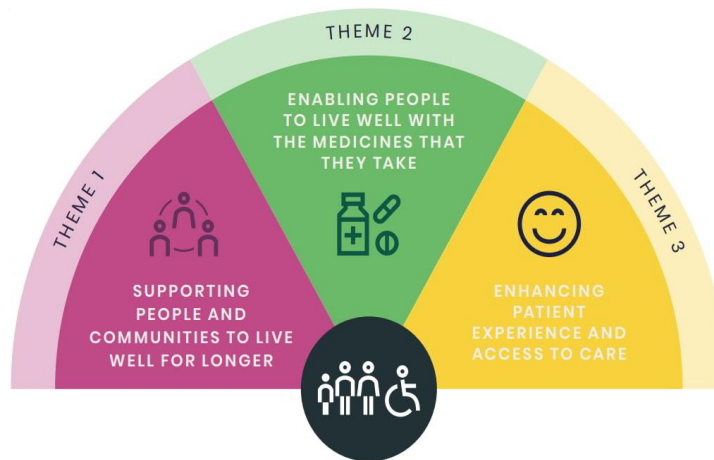 THEME 1
SUPPORTING
PEOPLE AND
COMMUNITIES TO LIVE
WELL FOR LONGER
THEME 2
ENABLING PEOPLE
TO LIVE WELL WITH
THE MEDICINES THAT
THEY TAKE
THEME 3
ENHANCING
PATIENT
EXPERIENCE AND
ACCESS TO CARE